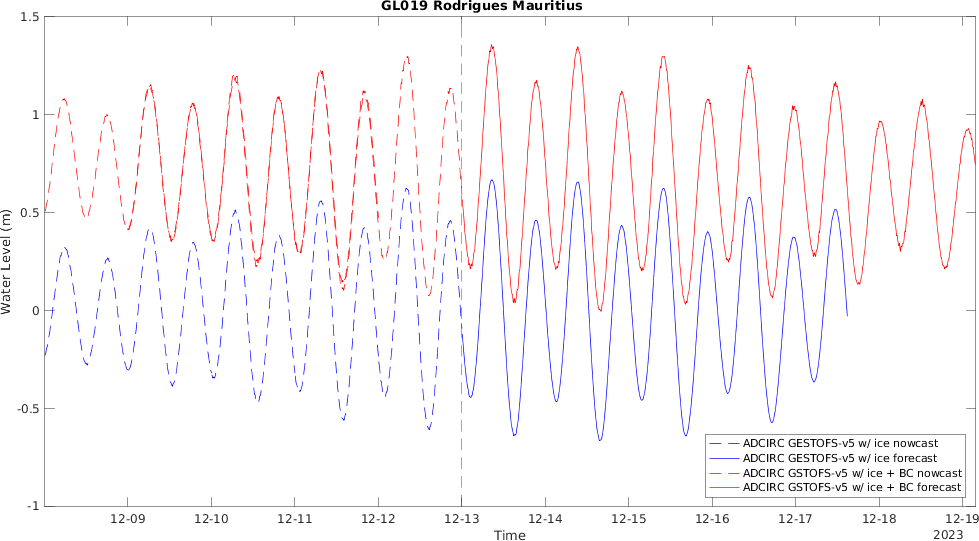 GL019 Rodrigues Mauritius
1.5
1
0.5
0
-0.5
-1
Water Level (m)
12-09 12-10 12-11 12-12 12-13 12-14 12-15 12-16 12-17 12-18 12-19
Time
2023
ADCIRC GESTOFS-v5 w/ ice nowcast
ADCIRC GESTOFS-v5 w/ ice forecast
ADCIRC GSTOFS-v5 w/ ice + BC nowcast
ADCIRC GSTOFS-v5 w/ ice + BC forecast